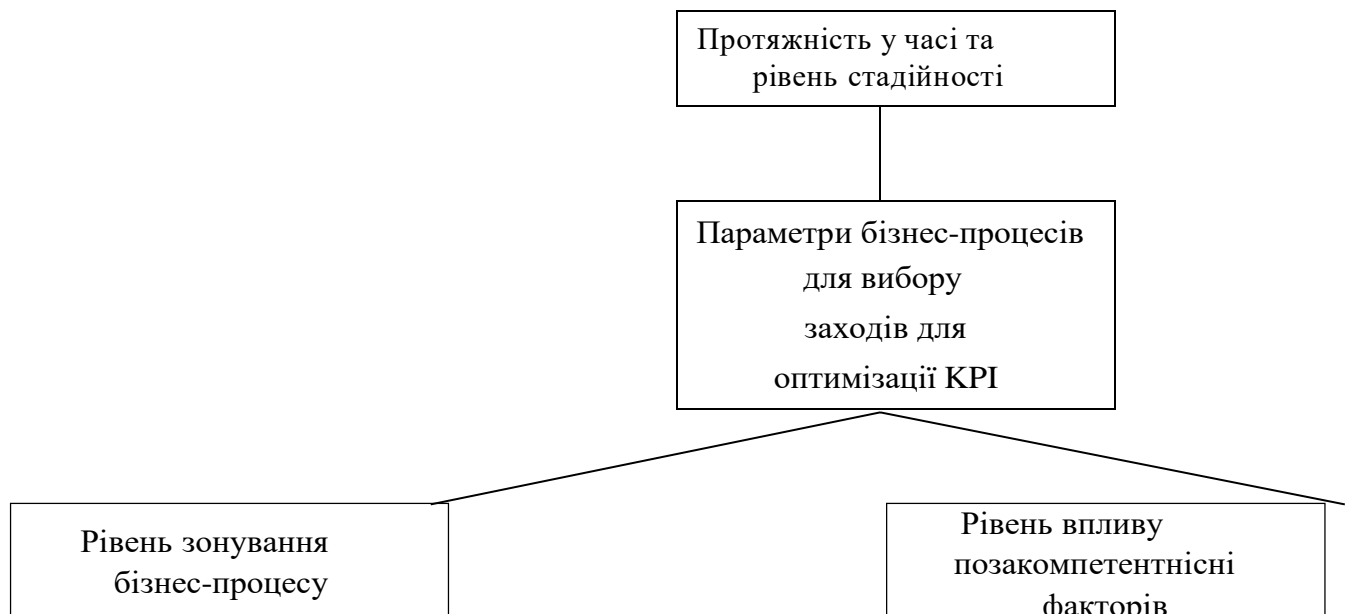 Протяжність у часі та
рівень стадійності
Параметри бізнес-процесів
для вибору
заходів для
оптимізації KPI
Рівень зонування
бізнес-процесу
Рівень впливу
позакомпетентнісні
факторів